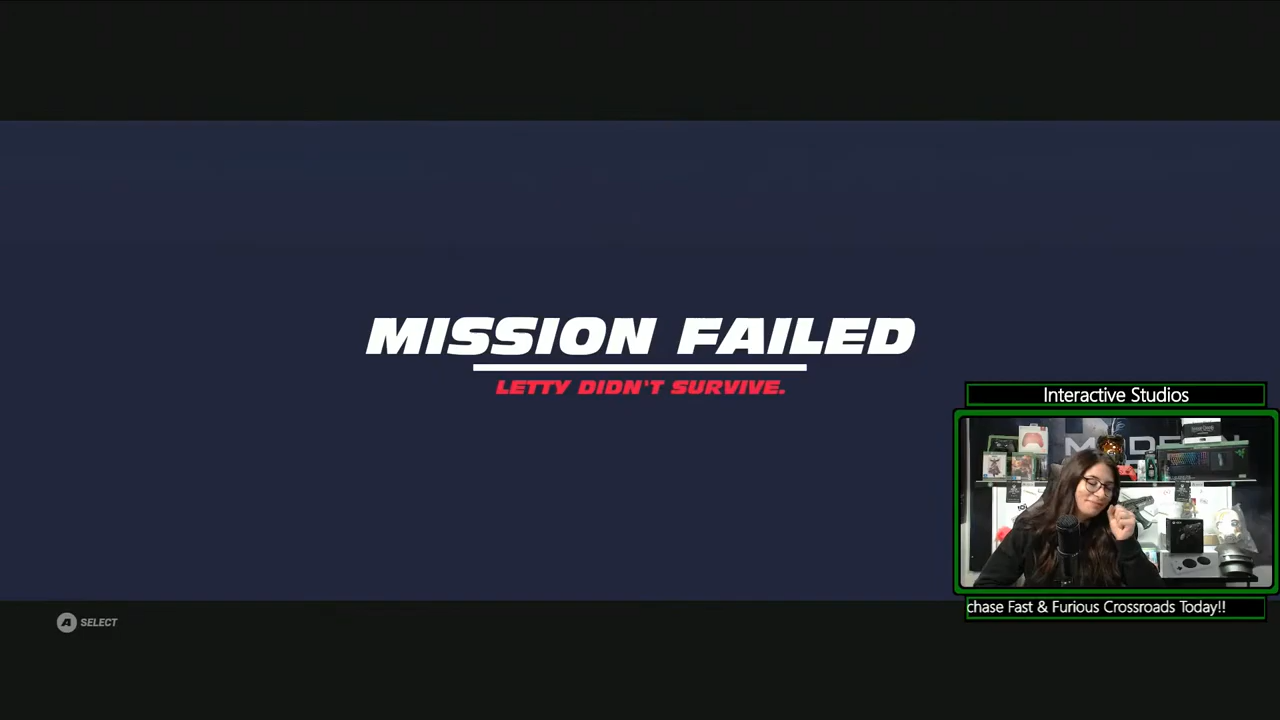 MISSION FAILED
LETTY DIDN'T SURVIVE.
Interactive Studios
chase Fast & Furious Crossroads Today!!
A SELECT